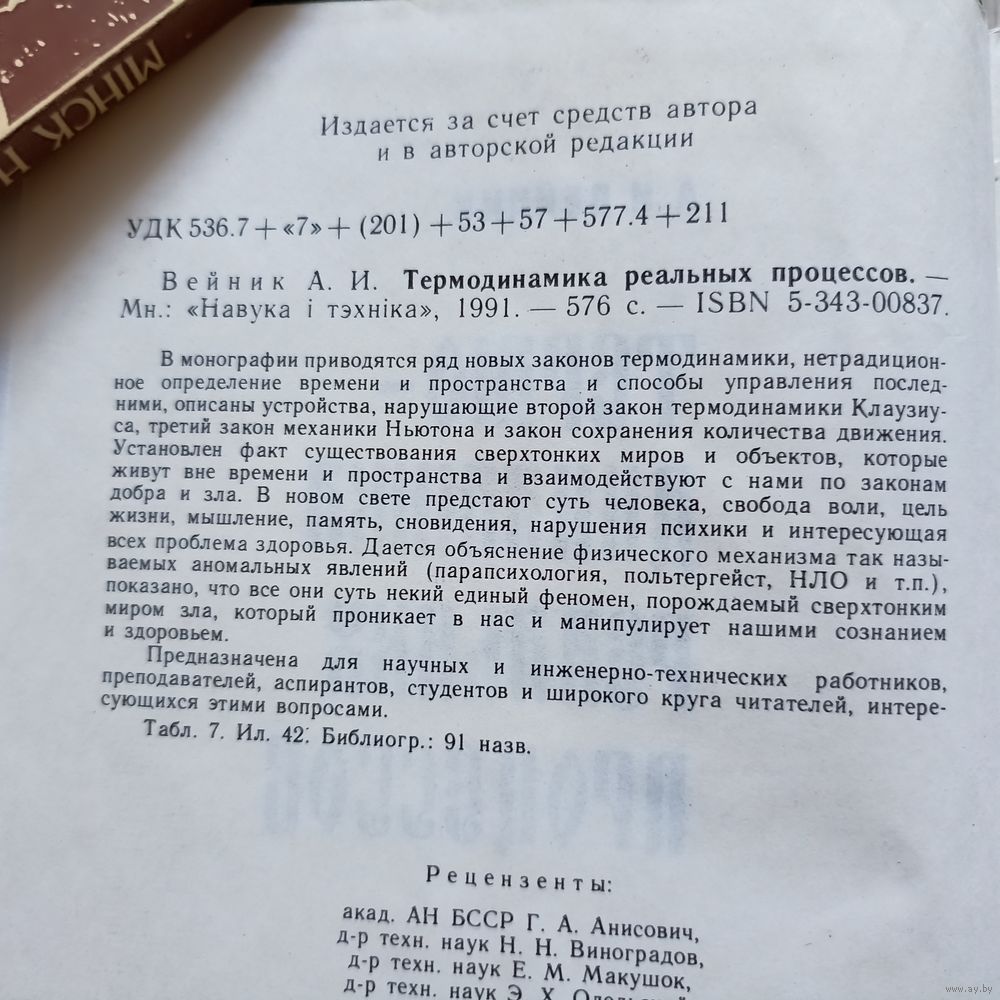 МІНСК Н
Издается за счет средств автора
и в авторской редакции
УДК 536.7 + «7» + (201) + 53 + 57 + 577.4 + 211
Вейник А. И. Термодинамика реальных процессов. —
Мн.: «Навука і тэхніка», 1991. — 576 с. — ISBN 5-343-00837.
В монографии приводятся ряд новых законов термодинамики, нетрадицион-
ное определение времени и пространства и способы управления послед-
ними, описаны устройства, нарушающие второй закон термодинамики Клаузиу-
са, третий закон механики Ньютона и закон сохранения количества движения.
Установлен факт существования сверхтонких миров и объектов, которые
живут вне времени и пространства и взаимодействуют с нами по законам
добра и зла. В новом свете предстают суть человека, свобода воли, цель
жизни, мышление, память, сновидения, нарушения психики и интересующая
всех проблема здоровья. Дается объяснение физического механизма так назы-
ваемых аномальных явлений (парапсихология, полтергейст, НЛО и т.п.),
показано, что все они суть некий единый феномен, порождаемый сверхтонким
миром зла, который проникает в нас и манипулирует нашими сознанием
и здоровьем.
Предназначена для научных и инженерно-технических работников,
преподавателей, аспирантов, студентов и широкого круга читателей, интере-
сующихся этими вопросами.
Табл. 7. Ил. 42. Библиогр.: 91 назв.
Рецензенты:
акад. АН БССР Г. А. Анисович,
д-р техн. наук Н. Н. Виноградов,
д-р техн. наук Е. М. Макушок,
д-р техн. наук Э. Х.
www.ay.by